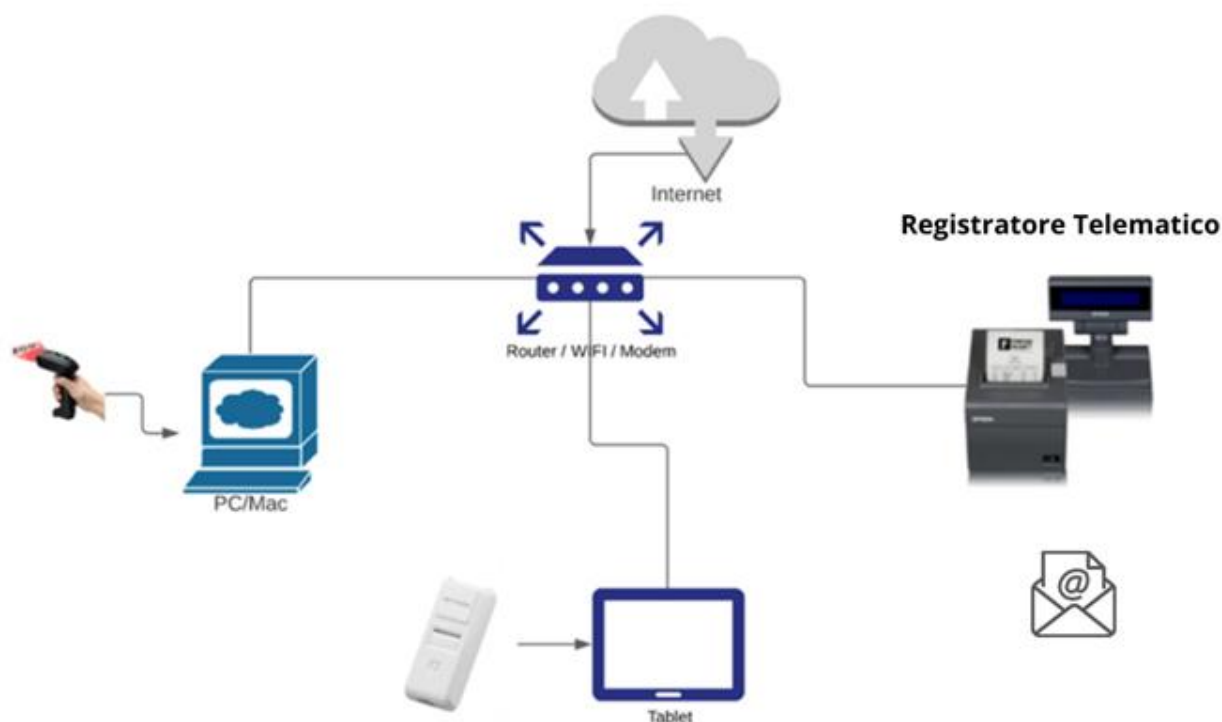 Internet
Registratore Telematico
Router / WIFI / Modem
PC/Mac
@
Tablet